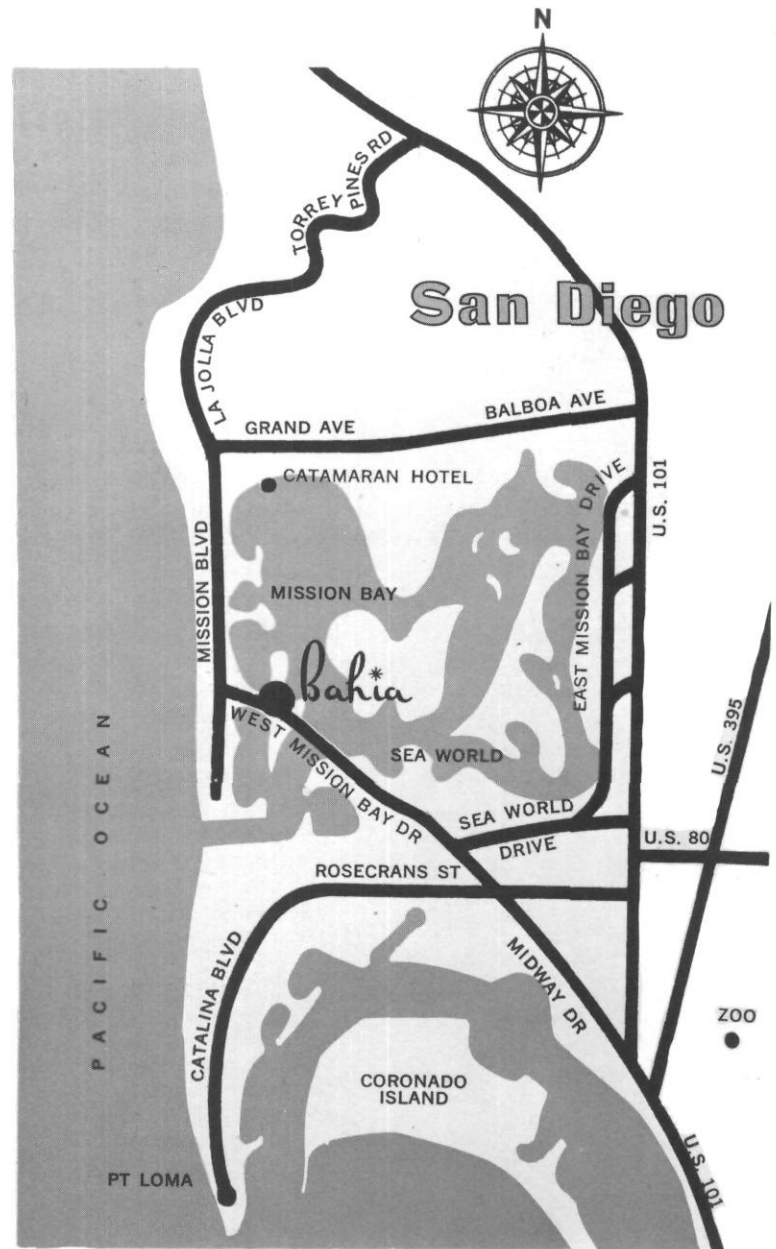 N
TORREY PINES RD
San Diego
LA JOLLA BLVD
GRAND AVE
BALBOA AVE
CATAMARAN HOTEL
U.S. 101
EAST MISSION BAY DRIVE
MISSION BLVD
MISSION BAY
bahia
WEST MISSION BAY DR
SEA WORLD
U.S. 395
PACIFIC OCEAN
SEA WORLD
DRIVE
U.S. 80
ROSECRANS ST
CATALINA BLVD
MIDWAY DR
ZOO
CORONADO
ISLAND
PT LOMA
U.S. 101